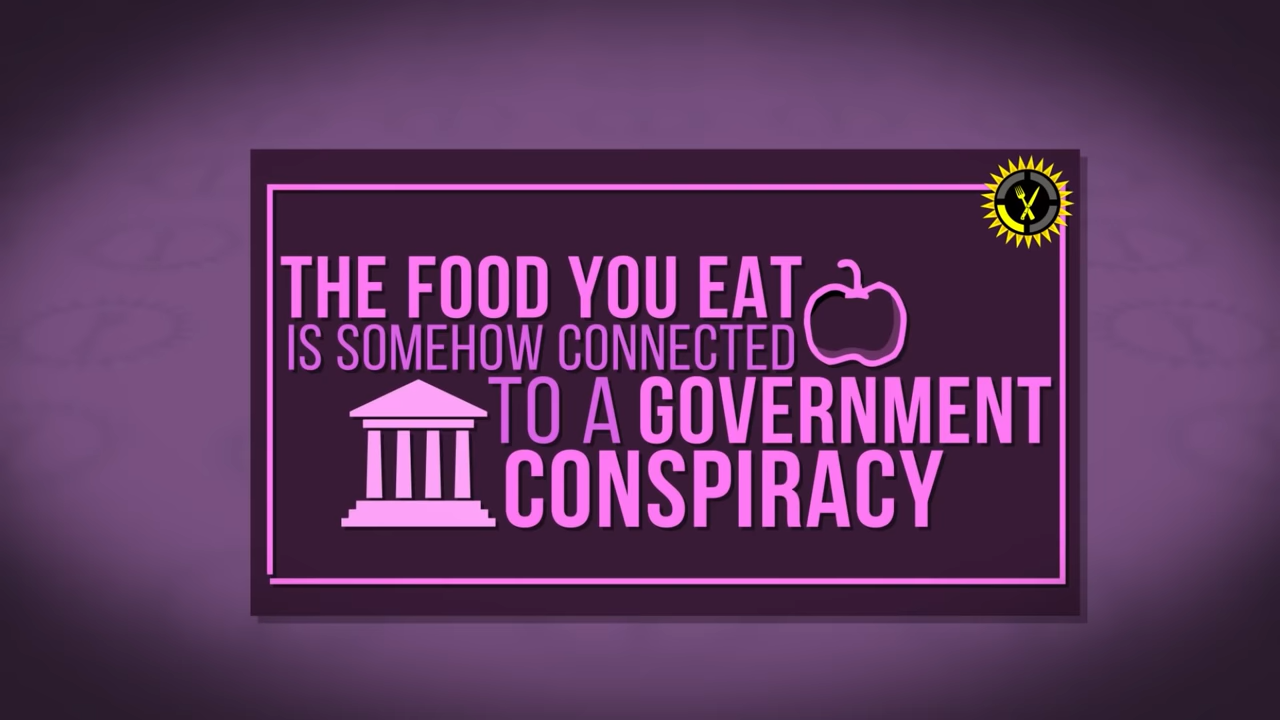 THE FOOD YOU EAT
IS SOMEHOW CONNECTED
TO A GOVERNMENT
CONSPIRACY